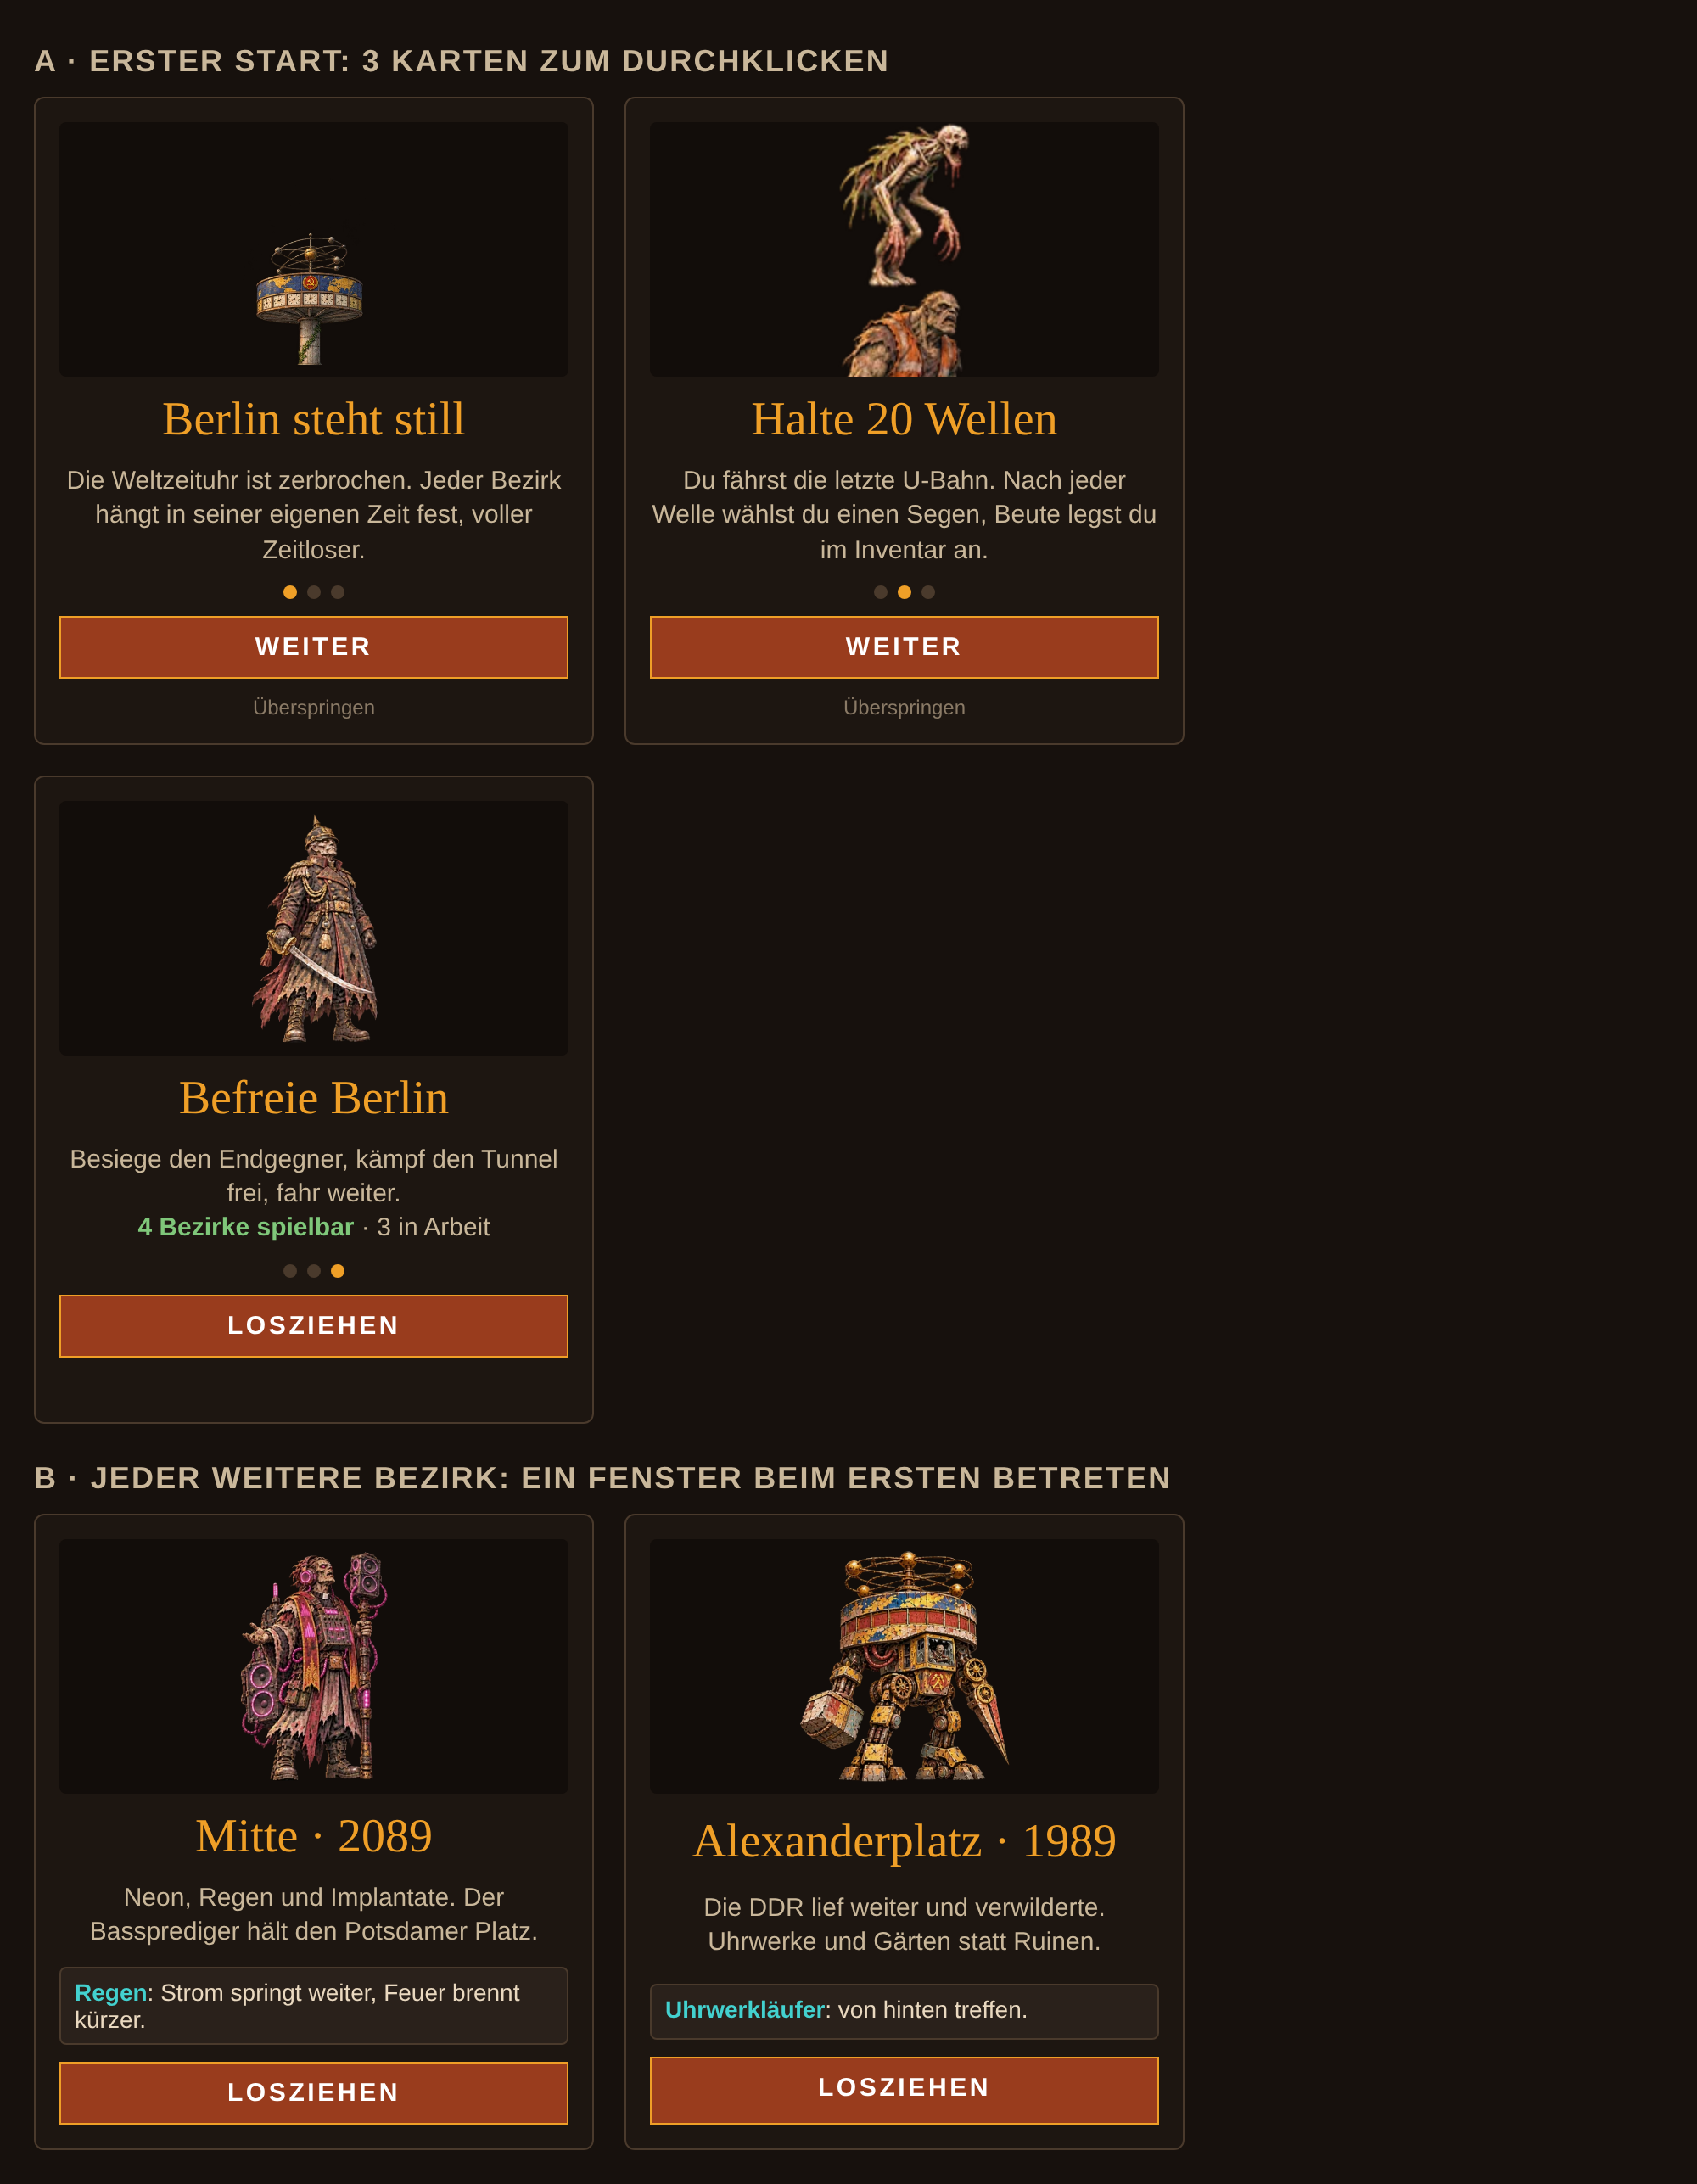 A · ERSTER START: 3 KARTEN ZUM DURCHKLICKEN
Berlin steht still
Die Weltzeituhr ist zerbrochen. Jeder Bezirk
hängt in seiner eigenen Zeit fest, voller
Zeitloser.
WEITER
Überspringen
Halte 20 Wellen
Du fährst die letzte U-Bahn. Nach jeder
Welle wählst du einen Segen, Beute legst du
im Inventar an.
WEITER
Überspringen
Befreie Berlin
Besiege den Endgegner, kämpf den Tunnel
frei, fahr weiter.
4 Bezirke spielbar · 3 in Arbeit
LOSZIEHEN
B · JEDER WEITERE BEZIRK: EIN FENSTER BEIM ERSTEN BETRETEN
Mitte · 2089
Neon, Regen und Implantate. Der
Bassprediger hält den Potsdamer Platz.
Regen: Strom springt weiter, Feuer brennt
kürzer.
LOSZIEHEN
Alexanderplatz · 1989
Die DDR lief weiter und verwilderte.
Uhrwerke und Gärten statt Ruinen.
Uhrwerkläufer: von hinten treffen.
LOSZIEHEN